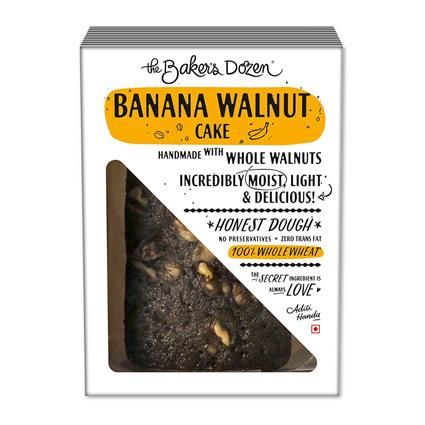 the Baker's Dozen
BANANA WALNUT
CAKE
HANDMADE WITH WHOLE WALNUTS
INCREDIBLY MOIST, LIGHT
& DELICIOUS!
HONEST DOUGH
NO PRESERVATIVES • ZERO TRANS FAT
100% WHOLEWHEAT
THE SECRET INGREDIENT IS
ALWAYS LOVE
Aditi
Handa